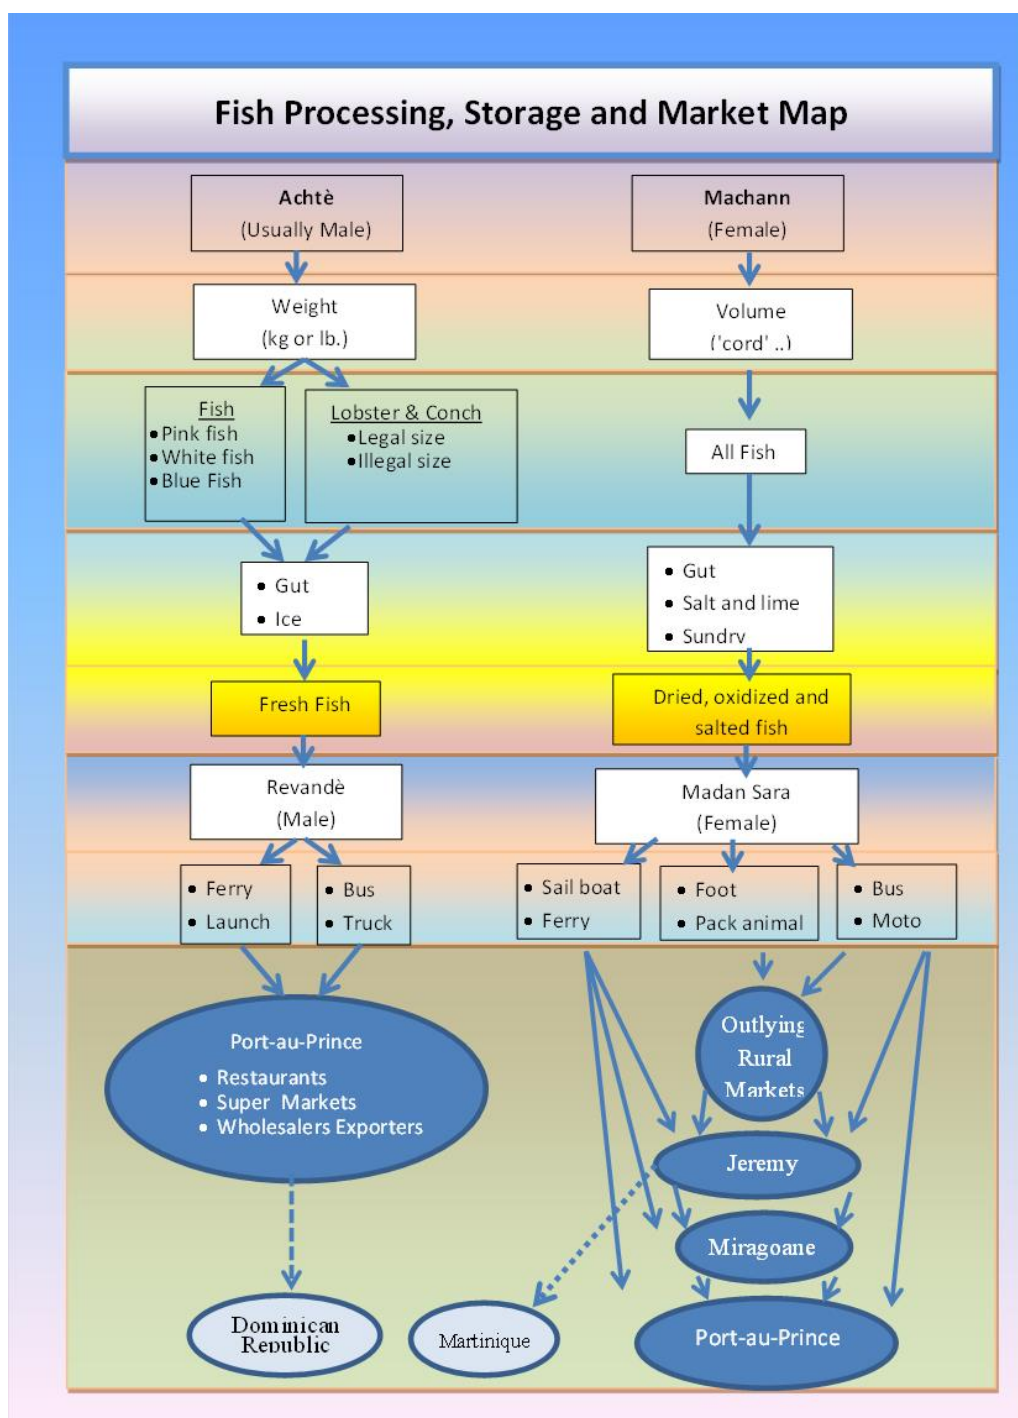 Fish Processing, Storage and Market Map
Achtè
(Usually Male)
Machann
(Female)
Weight
(kg or lb.)
Volume
('cord' ..)
Fish
• Pink fish
• White fish
• Blue Fish
Lobster & Conch
• Legal size
• Illegal size
All Fish
• Gut
• Ice
• Gut
• Salt and lime
• Sundry
Fresh Fish
Dried, oxidized and
salted fish
Revandè
(Male)
Madan Sara
(Female)
• Ferry
• Launch
• Bus
• Truck
• Sail boat
• Ferry
• Foot
• Pack animal
• Bus
• Moto
Port-au-Prince
• Restaurants
• Super Markets
• Wholesalers Exporters
Outlying
Rural
Markets
Jeremy
Miragoane
Dominican
Republic
Martinique
Port-au-Prince